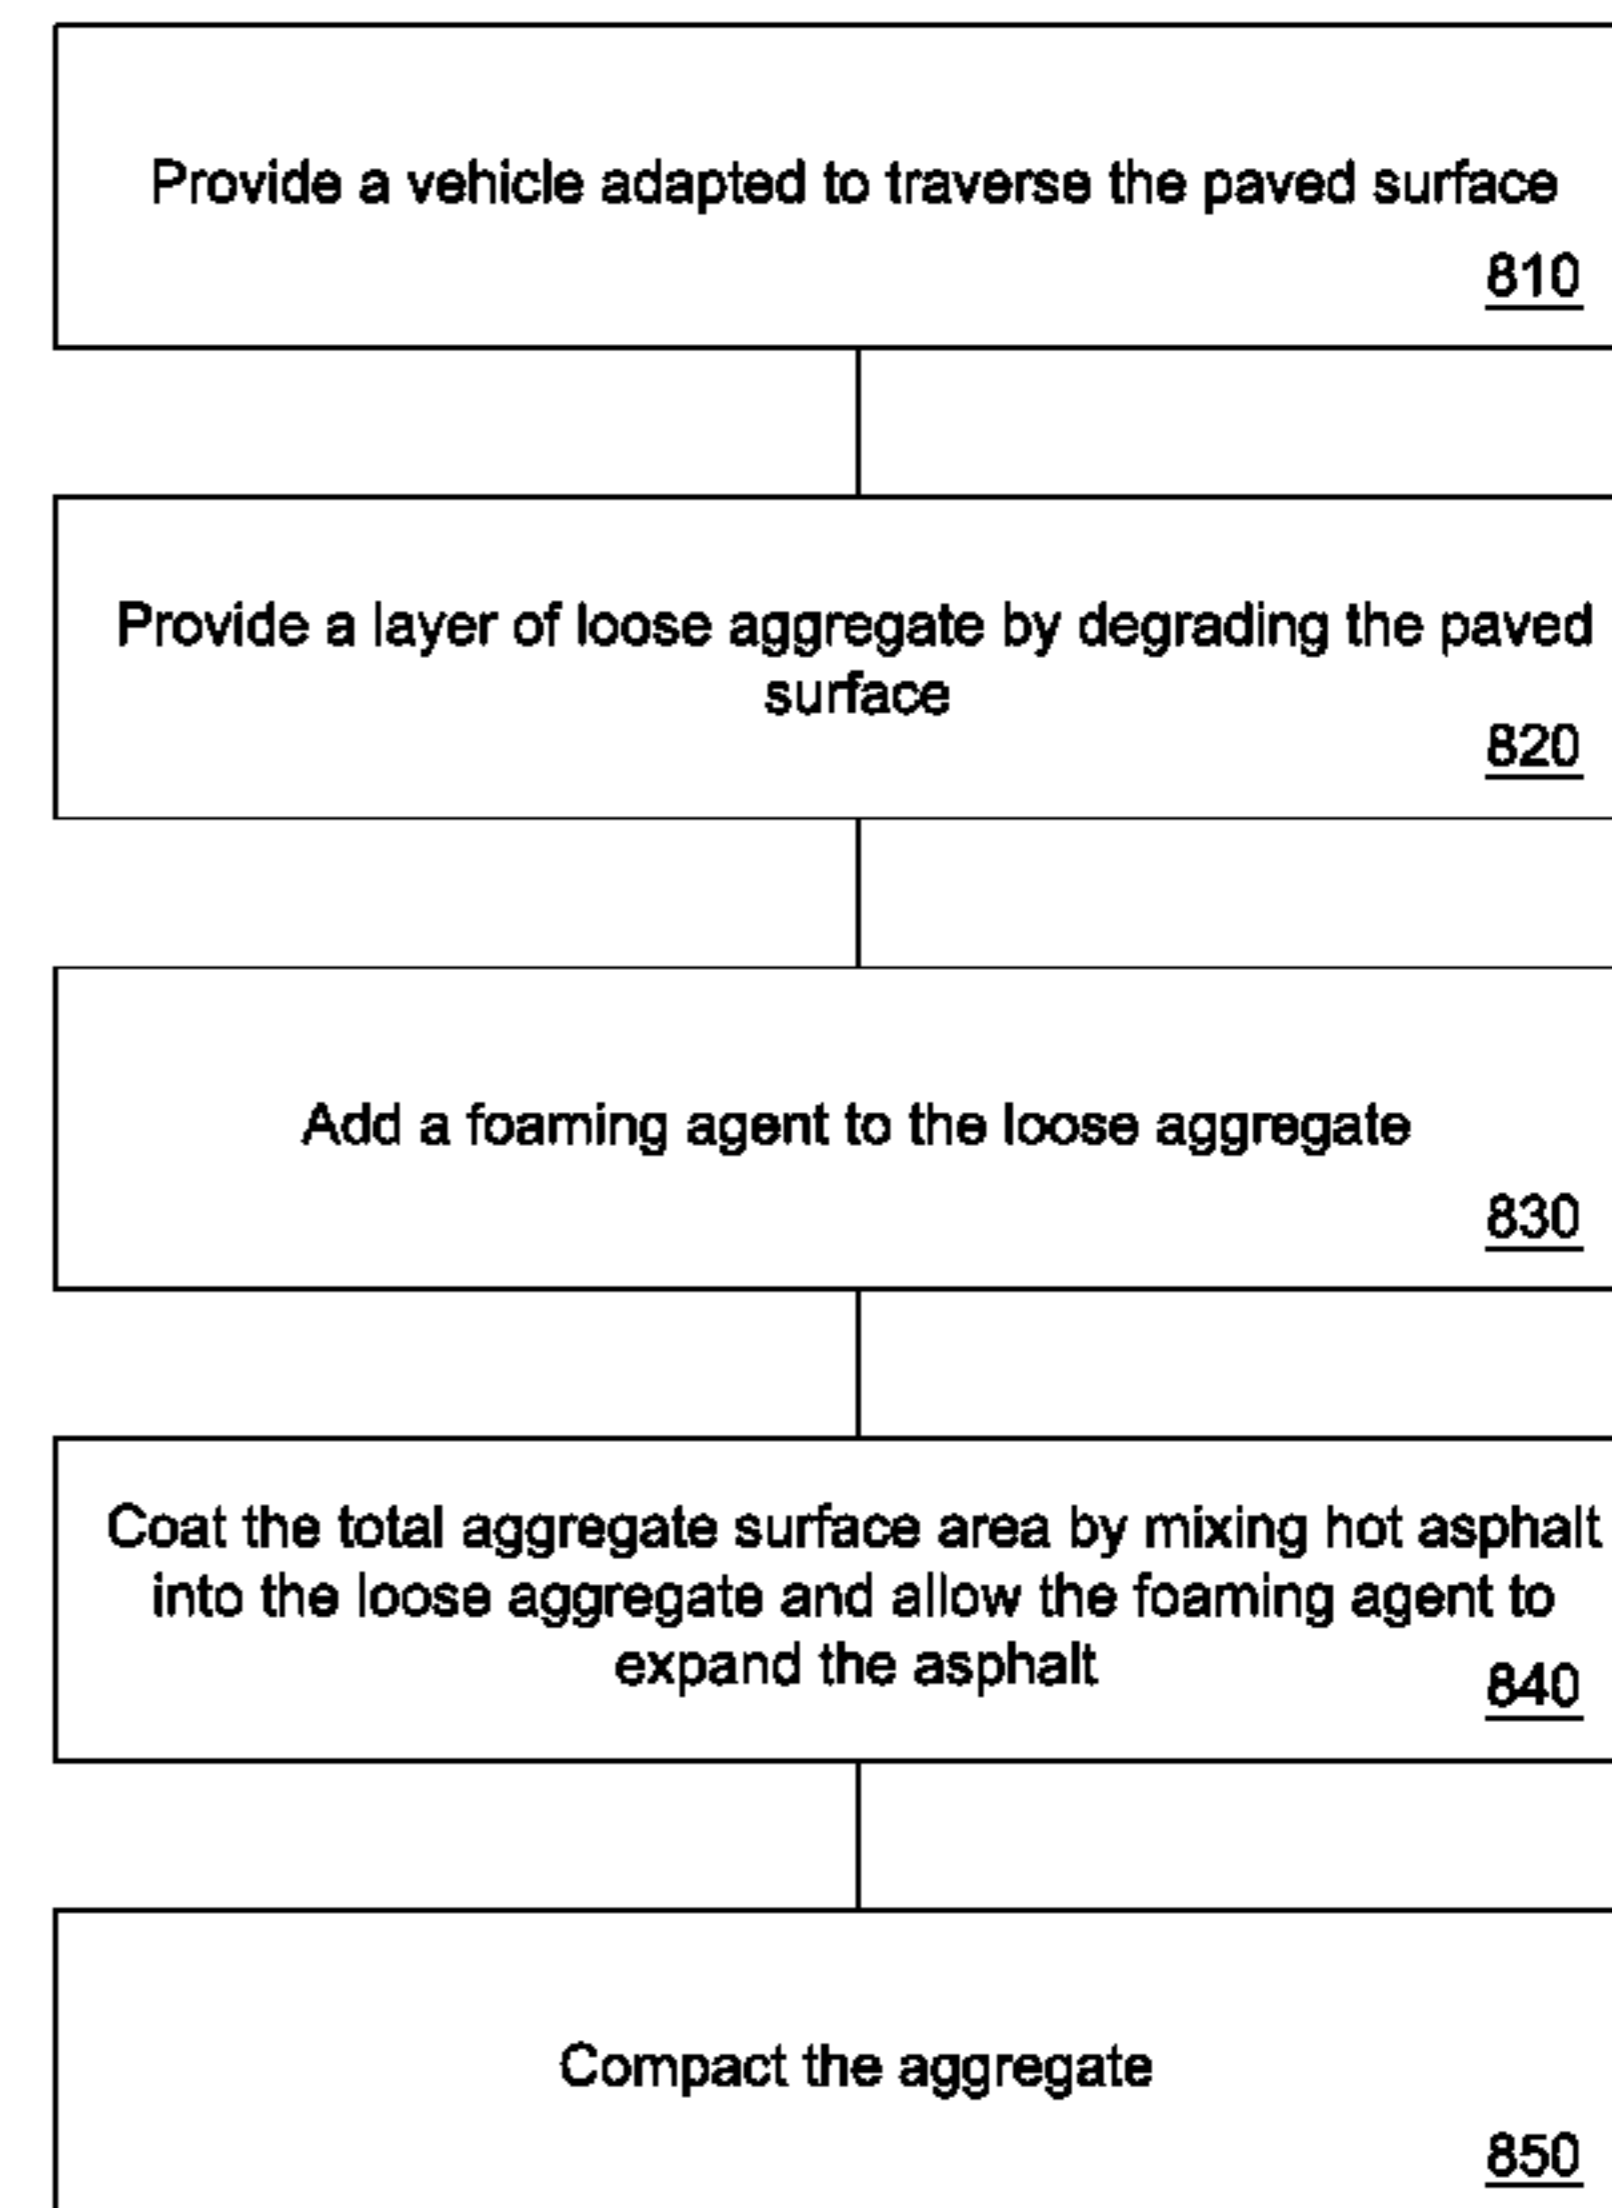 Provide a vehicle adapted to traverse the paved surface
810
Provide a layer of loose aggregate by degrading the paved
surface
820
Add a foaming agent to the loose aggregate
830
Coat the total aggregate surface area by mixing hot asphalt
into the loose aggregate and allow the foaming agent to
expand the asphalt
840
Compact the aggregate
850